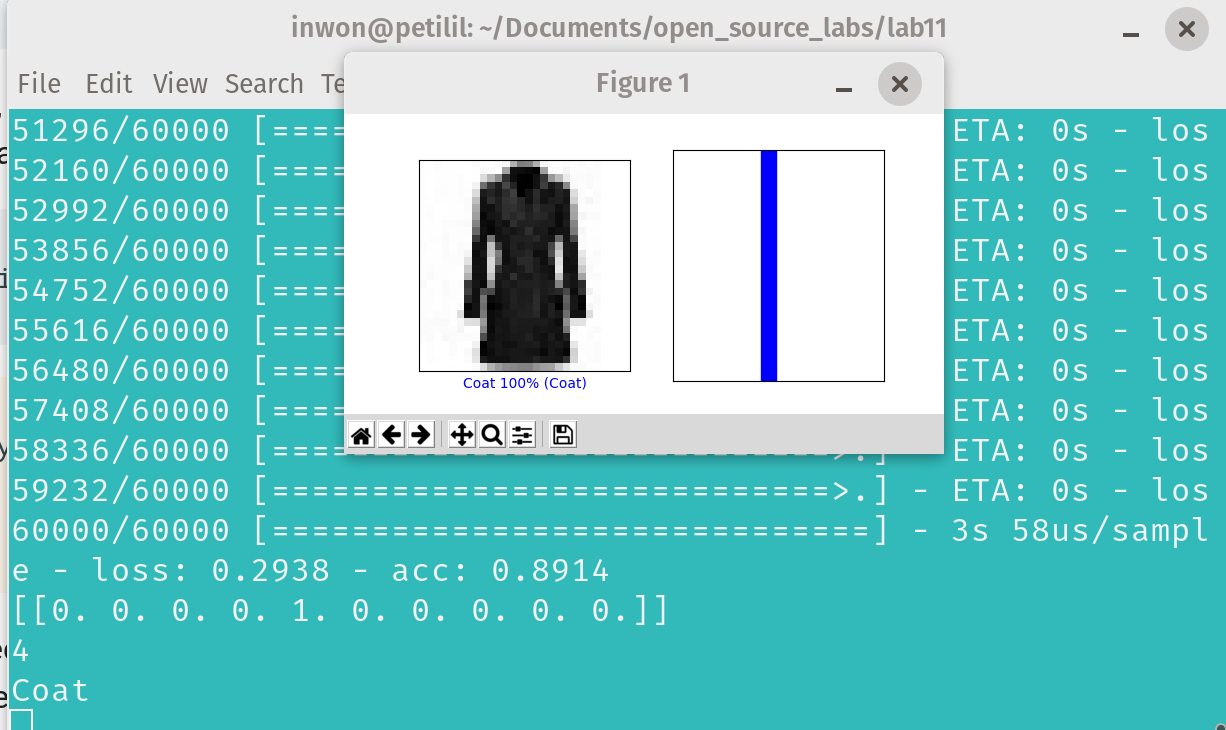 inwon@petilil: ~/Documents/open_source_labs/lab11
File Edit View Search Te
Figure 1
51296/60000 [==== ETA: 0s - los
52160/60000 [==== ETA: 0s - los
52992/60000 [==== ETA: 0s - los
53856/60000 [==== ETA: 0s - los
54752/60000 [==== ETA: 0s - los
55616/60000 [==== ETA: 0s - los
56480/60000 [==== ETA: 0s - los
57408/60000 [==== ETA: 0s - los
58336/60000 [============================>.] - ETA: 0s - los
59232/60000 [============================>.] - ETA: 0s - los
60000/60000 [==============================] - 3s 58us/sampl
e - loss: 0.2938 - acc: 0.8914
[[0. 0. 0. 0. 1. 0. 0. 0. 0. 0.]]
4
Coat
Coat 100% (Coat)